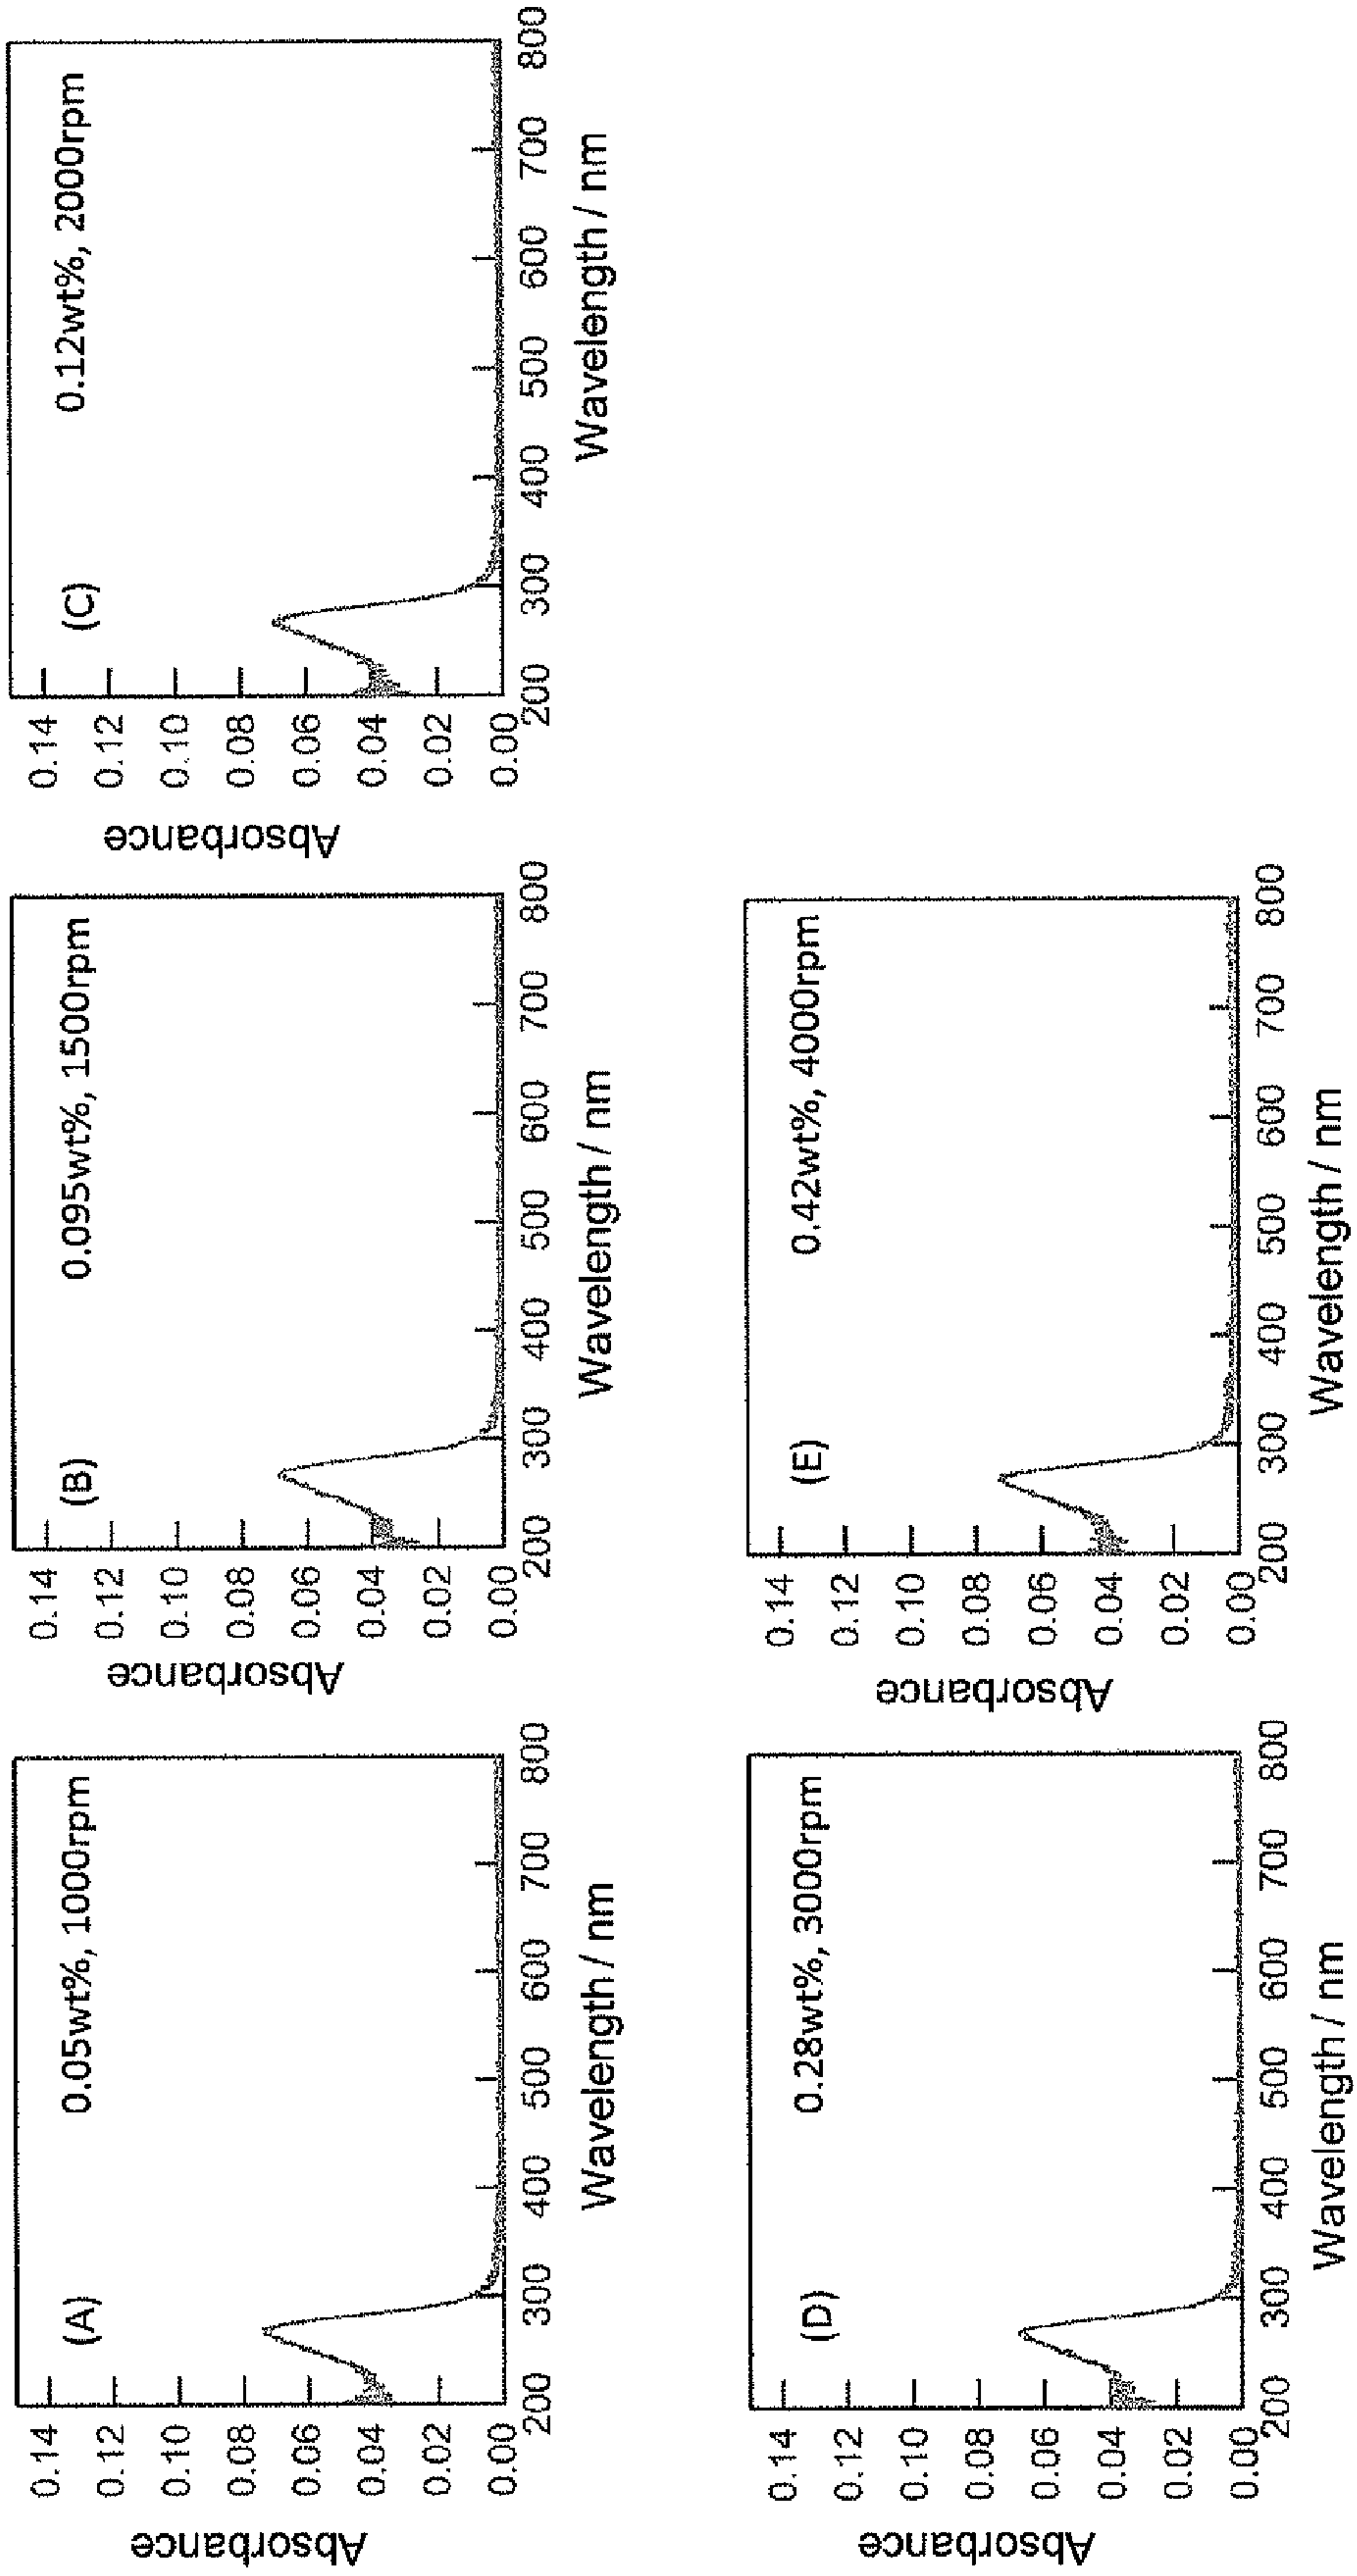 (A)
0.05wt%, 1000rpm
Absorbance
0.14
0.12
0.10
0.08
0.06
0.04
0.02
0.00
200 300 400 500 600 700 800
Wavelength / nm
(B)
0.095wt%, 1500rpm
Absorbance
0.14
0.12
0.10
0.08
0.06
0.04
0.02
0.00
200 300 400 500 600 700 800
Wavelength / nm
(C)
0.12wt%, 2000rpm
Absorbance
0.14
0.12
0.10
0.08
0.06
0.04
0.02
0.00
200 300 400 500 600 700 800
Wavelength / nm
(D)
0.28wt%, 3000rpm
Absorbance
0.14
0.12
0.10
0.08
0.06
0.04
0.02
0.00
200 300 400 500 600 700 800
Wavelength / nm
(E)
0.42wt%, 4000rpm
Absorbance
0.14
0.12
0.10
0.08
0.06
0.04
0.02
0.00
200 300 400 500 600 700 800
Wavelength / nm